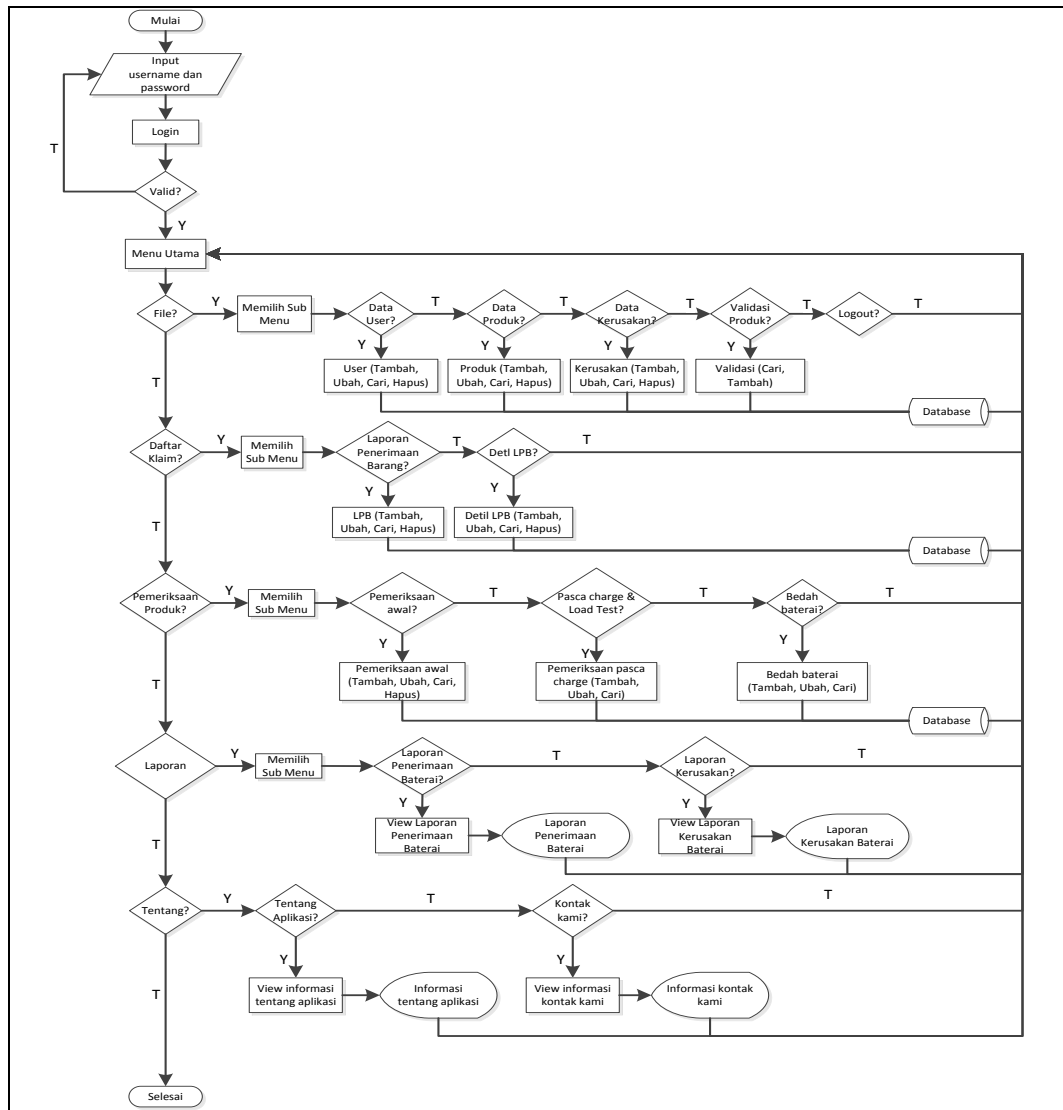 Mulai
Input
username dan
password
Login
T
Valid?
Y
Menu Utama
File?
Y
Memilih Sub
Menu
Data
User?
T
Data
Produk?
T
Data
Kerusakan?
T
Validasi
Produk?
T
Logout?
T
Y
Y
Y
Y
User (Tambah,
Ubah, Cari, Hapus)
Produk (Tambah,
Ubah, Cari, Hapus)
Kerusakan (Tambah,
Ubah, Cari, Hapus)
Validasi (Cari,
Tambah)
T
Database
Daftar
Klaim?
Y
Memilih
Sub Menu
Laporan
Penerimaan
Barang?
T
Detl LPB?
T
Y
Y
LPB (Tambah,
Ubah, Cari, Hapus)
Detil LPB (Tambah,
Ubah, Cari, Hapus)
T
Database
Pemeriksaan
Produk?
Y
Memilih
Sub Menu
Pemeriksaan
awal?
T
Pasca charge &
Load Test?
T
Bedah
baterai?
T
Y
Y
Y
Pemeriksaan awal
(Tambah, Ubah, Cari,
Hapus)
Pemeriksaan pasca
charge (Tambah,
Ubah, Cari)
Bedah baterai
(Tambah, Ubah, Cari)
T
Database
Laporan
Y
Memilih
Sub Menu
Laporan
Penerimaan
Baterai?
T
Laporan
Kerusakan?
T
Y
Y
View Laporan
Penerimaan
Baterai
Laporan
Penerimaan
Baterai
View Laporan
Kerusakan
Baterai
Laporan
Kerusakan Baterai
T
Tentang?
Y
Tentang
Aplikasi?
T
Kontak
kami?
T
Y
Y
View informasi
tentang aplikasi
Informasi
tentang aplikasi
View informasi
kontak kami
Informasi kontak
kami
T
Selesai